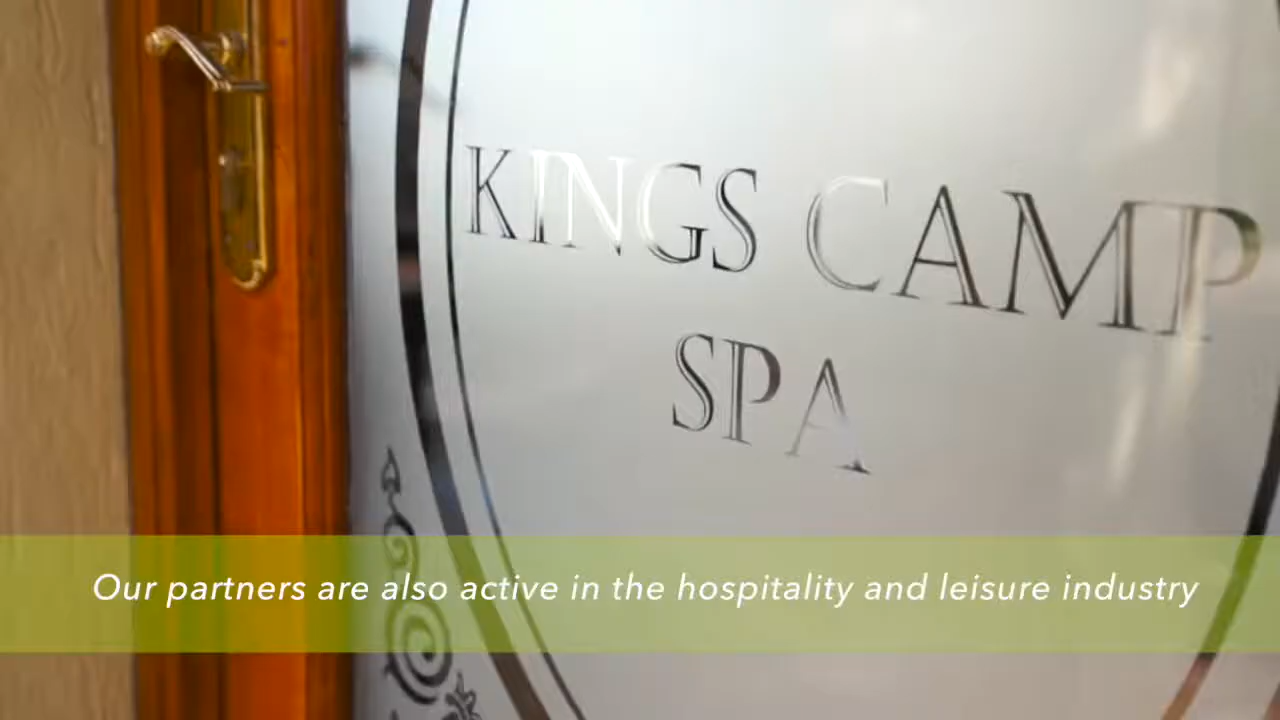 KINGS CAMP
SPA
Our partners are also active in the hospitality and leisure industry